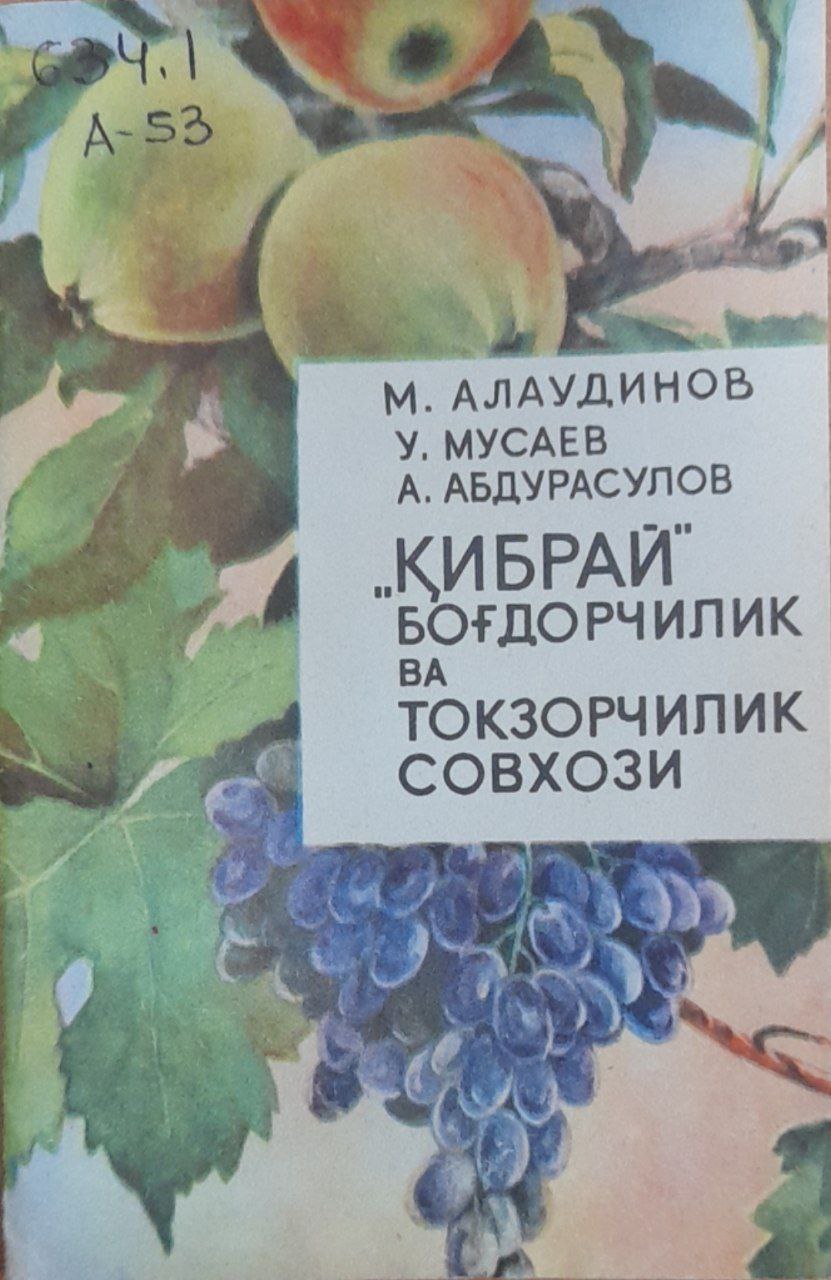 634.1
А-53
М. АЛАУДИНОВ
У. МУСАЕВ
А. АБДУРАСУЛОВ
„ҚИБРАЙ"
БОҒДОРЧИЛИК
ВА
ТОКЗОРЧИЛИК
СОВХОЗИ